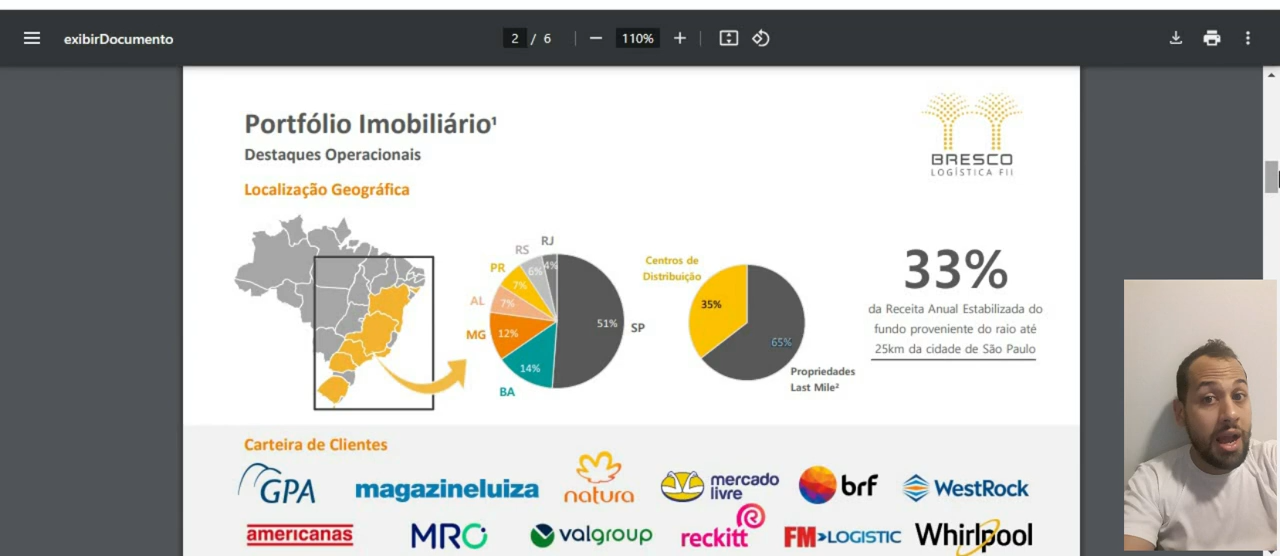 exibirDocumento
2 / 6
110%
Portfólio Imobiliário¹
Destaques Operacionais
Localização Geográfica
BRESCO
LOGÍSTICA FII
RJ
4%
RS
6%
PR
7%
AL
7%
MG
12%
51%
SP
14%
BA
Centros de
Distribuição
35%
65%
Propriedades
Last Mile²
33%
da Receita Anual Estabilizada do
fundo proveniente do raio até
25km da cidade de São Paulo
Carteira de Clientes
GPA
magazineluiza
natura
mercado
livre
brf
WestRock
americanas
MRO
valgroup
reckitt
FM>LOGISTIC
Whirlpool